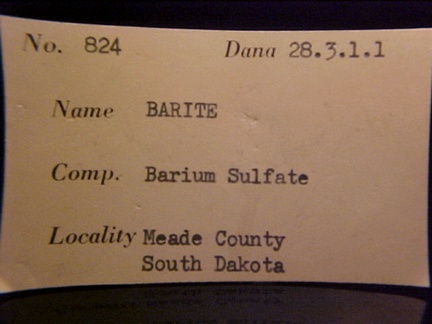 No. 824 Dana 28.3.1.1
Name BARITE
Comp. Barium Sulfate
Locality Meade County
South Dakota